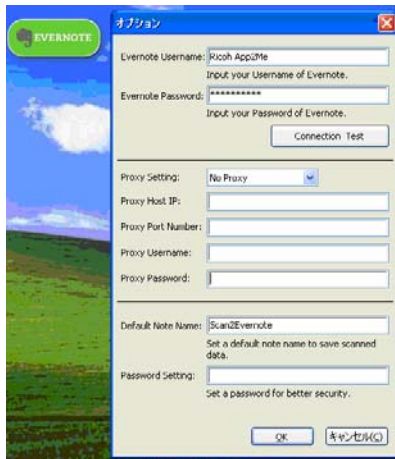 EVERNOTE
オプション
Evernote Username: Ricoh App2Me
Input your Username of Evernote.
Evernote Password: **********
Input your Password of Evernote.
Connection Test
Proxy Setting: No Proxy
Proxy Host IP:
Proxy Port Number:
Proxy Username:
Proxy Password:
Default Note Name: Scan2Evernote
Set a default note name to save scanned
data.
Password Setting:
Set a password for better security.
OK キャンセル(C)